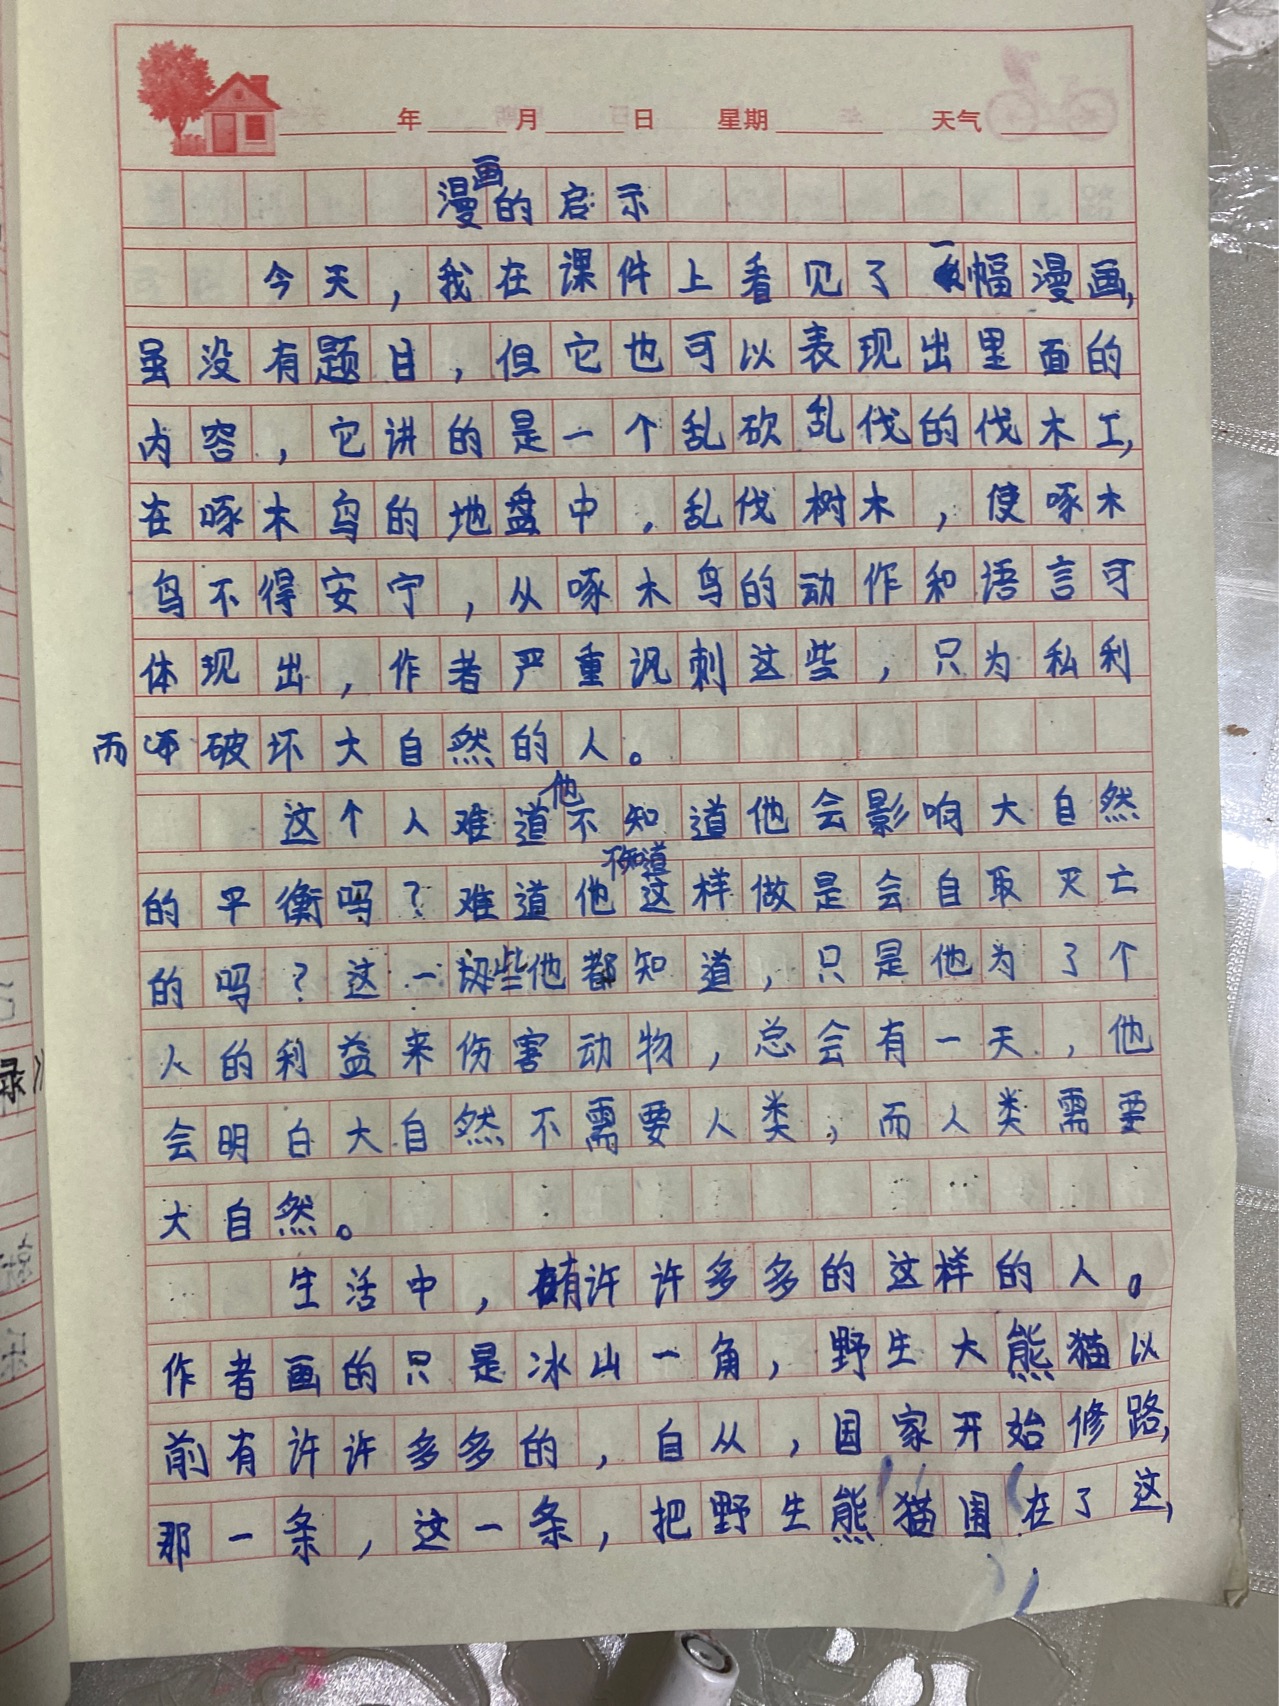 年 月 日 星期 天气
漫画的启示
今天，我在课件上看见了一幅漫画，
虽没有题目，但它也可以表现出里面的
内容，它讲的是一个乱砍乱伐的伐木工，
在啄木鸟的地盘中，乱伐树木，使啄木
鸟不得安宁，从啄木鸟的动作和语言可
体现出，作者严重讽刺这些，只为私利
而破坏大自然的人。
这个人难道他不知道他会影响大自然
的平衡吗？难道他不知道这样做是会自取灭亡
的吗？这一些他都知道，只是他为了个
人的利益来伤害动物，总会有一天，他
会明白大自然不需要人类，而人类需要
大自然。
生活中，有许许多多的这样的人。
作者画的只是冰山一角，野生大熊猫以
前有许许多多的，自从，国家开始修路，
那一条，这一条，把野生熊猫围在了这，
录》